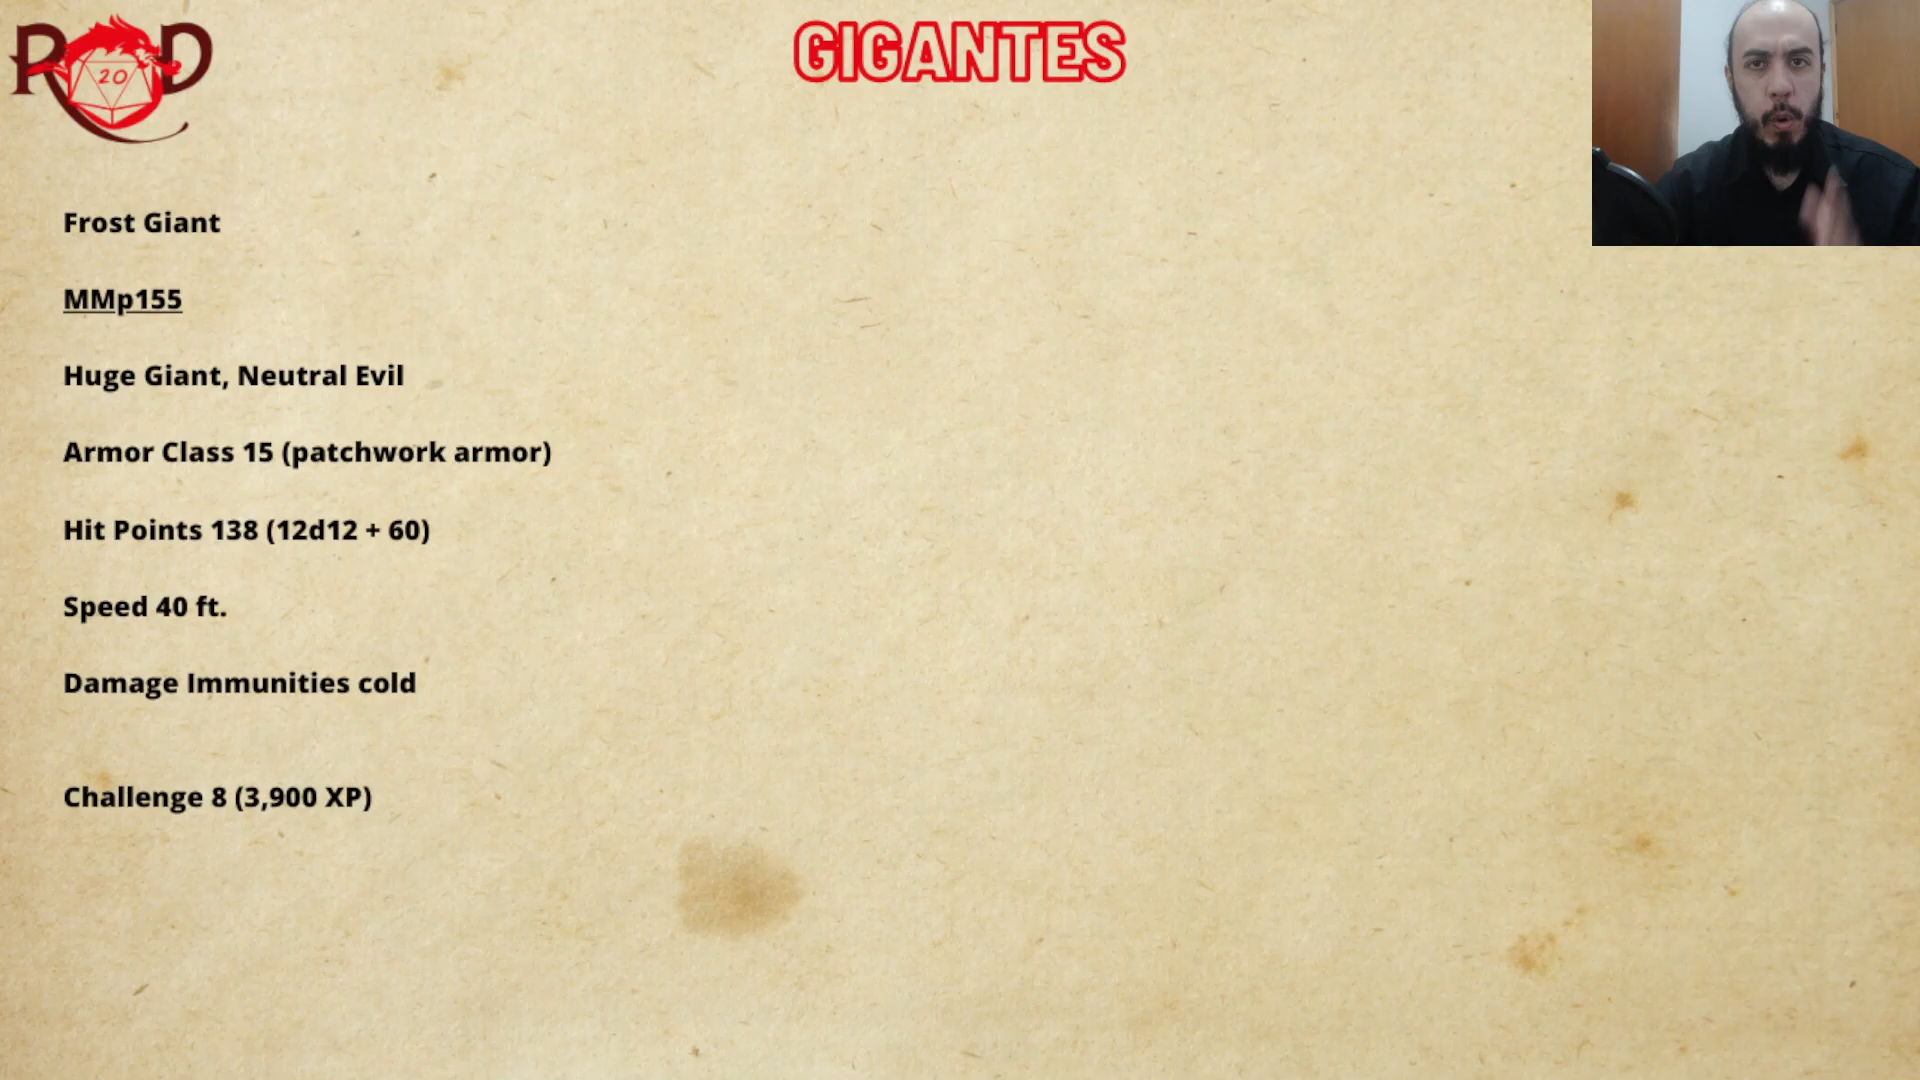 R 20 D
GIGANTES
Frost Giant
MMp155
Huge Giant, Neutral Evil
Armor Class 15 (patchwork armor)
Hit Points 138 (12d12 + 60)
Speed 40 ft.
Damage Immunities cold
Challenge 8 (3,900 XP)